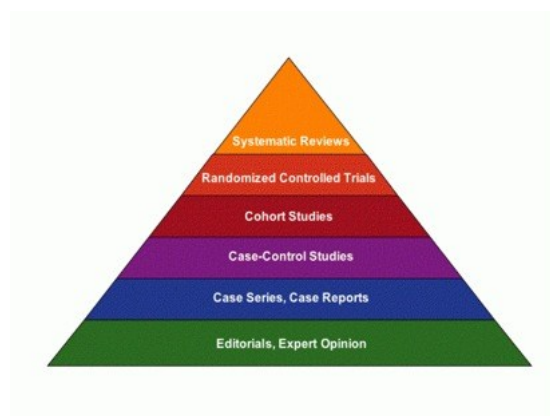 Systematic Reviews
Randomized Controlled Trials
Cohort Studies
Case-Control Studies
Case Series, Case Reports
Editorials, Expert Opinion